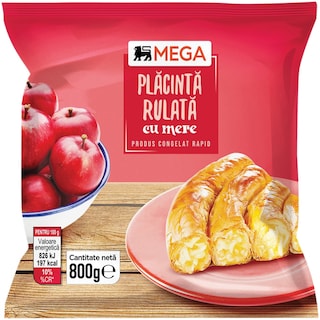 MEGA
PLĂCINTĂ
RULATĂ
cu mere
PRODUS CONGELAT RAPID
PENTRU 100 g
Valoare
energetică
826 kJ
197 kcal
10%
%CR*
Cantitate netă
800g e